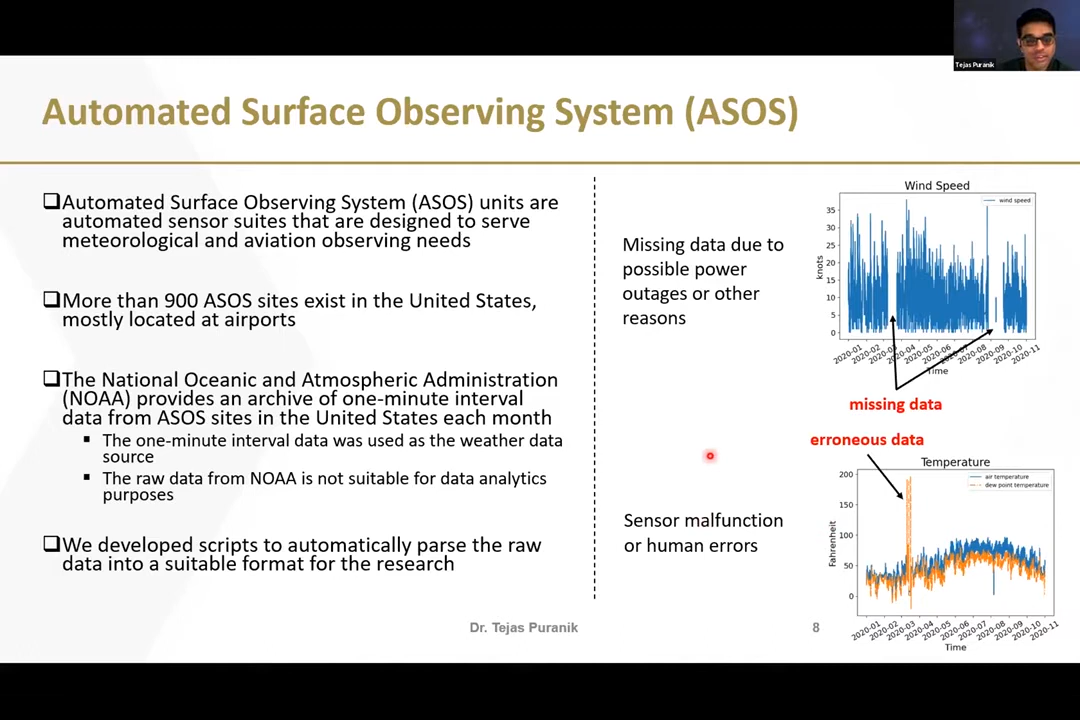 Tejas Puranik
Automated Surface Observing System (ASOS)
❑Automated Surface Observing System (ASOS) units are
automated sensor suites that are designed to serve
meteorological and aviation observing needs
❑More than 900 ASOS sites exist in the United States,
mostly located at airports
❑The National Oceanic and Atmospheric Administration
(NOAA) provides an archive of one-minute interval
data from ASOS sites in the United States each month
▪ The one-minute interval data was used as the weather data
source
▪ The raw data from NOAA is not suitable for data analytics
purposes
❑We developed scripts to automatically parse the raw
data into a suitable format for the research
Missing data due to
possible power
outages or other
reasons
Wind Speed
wind speed
knots
35
30
25
20
15
10
5
0
2020-01
2020-02
2020-03
2020-04
2020-05
2020-06
2020-07
2020-08
2020-09
2020-10
2020-11
Time
missing data
erroneous data
Sensor malfunction
or human errors
Temperature
air temperature
dew point temperature
Fahrenheit
200
150
100
50
0
2020-01
2020-02
2020-03
2020-04
2020-05
2020-06
2020-07
2020-08
2020-09
2020-10
2020-11
Time
Dr. Tejas Puranik
8